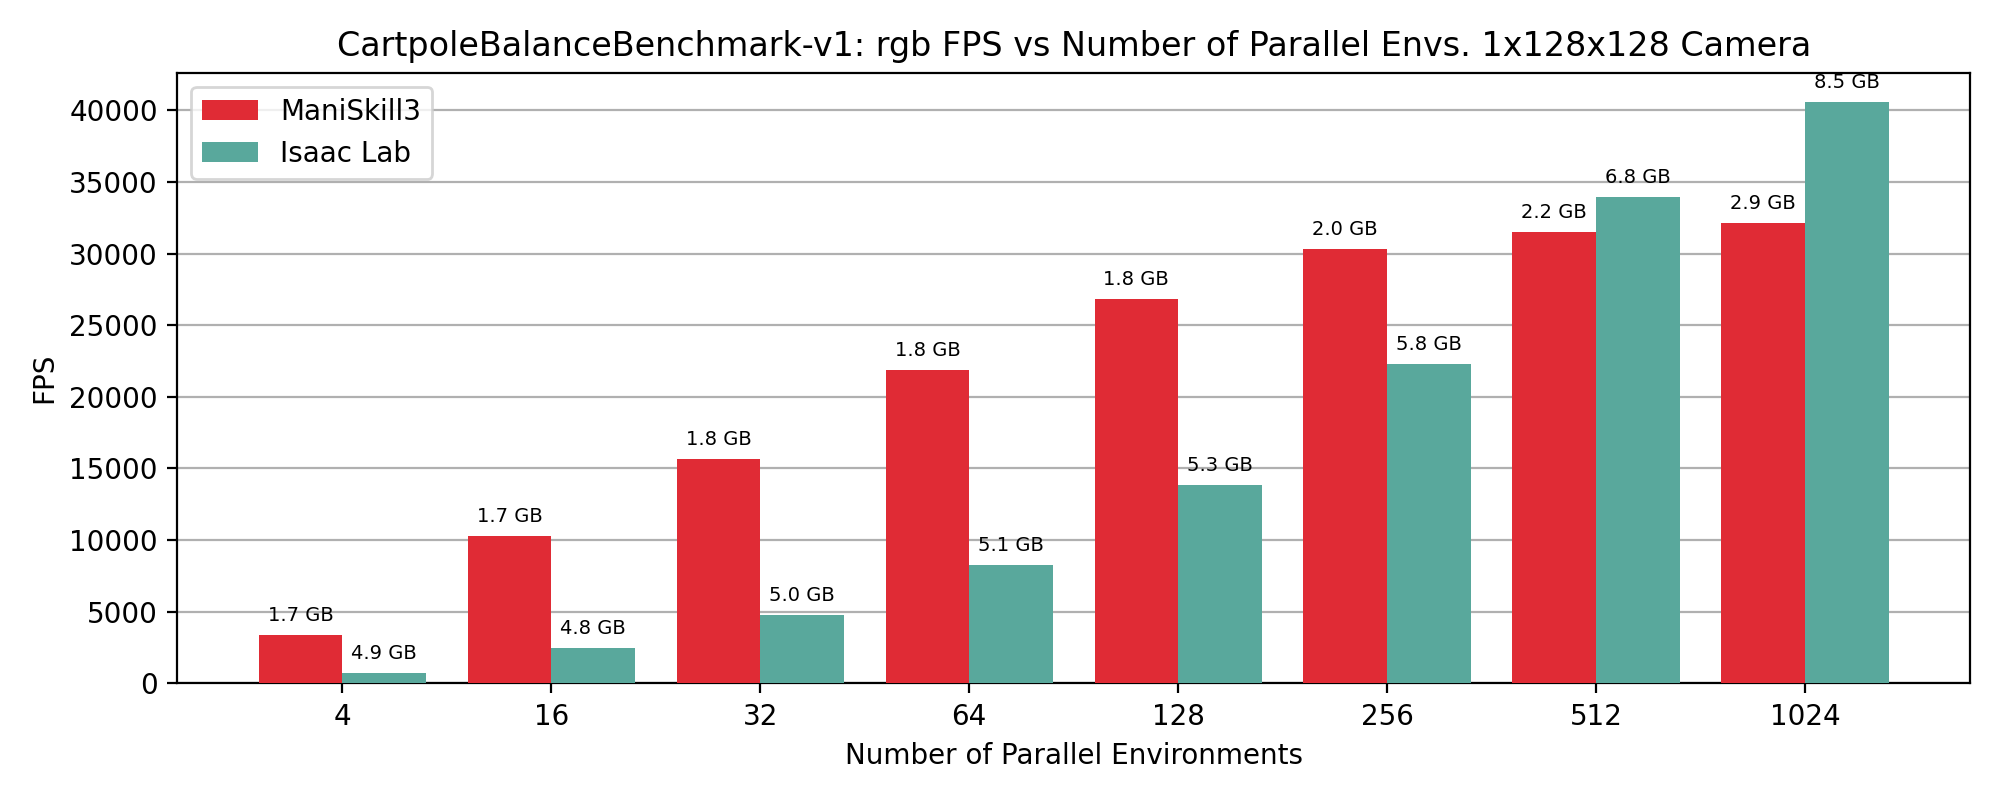 CartpoleBalanceBenchmark-v1: rgb FPS vs Number of Parallel Envs. 1x128x128 Camera
ManiSkill3
Isaac Lab
FPS
40000
35000
30000
25000
20000
15000
10000
5000
0
1.7 GB
4.9 GB
1.7 GB
4.8 GB
1.8 GB
5.0 GB
1.8 GB
5.1 GB
1.8 GB
5.3 GB
2.0 GB
5.8 GB
2.2 GB
6.8 GB
2.9 GB
8.5 GB
4 16 32 64 128 256 512 1024
Number of Parallel Environments